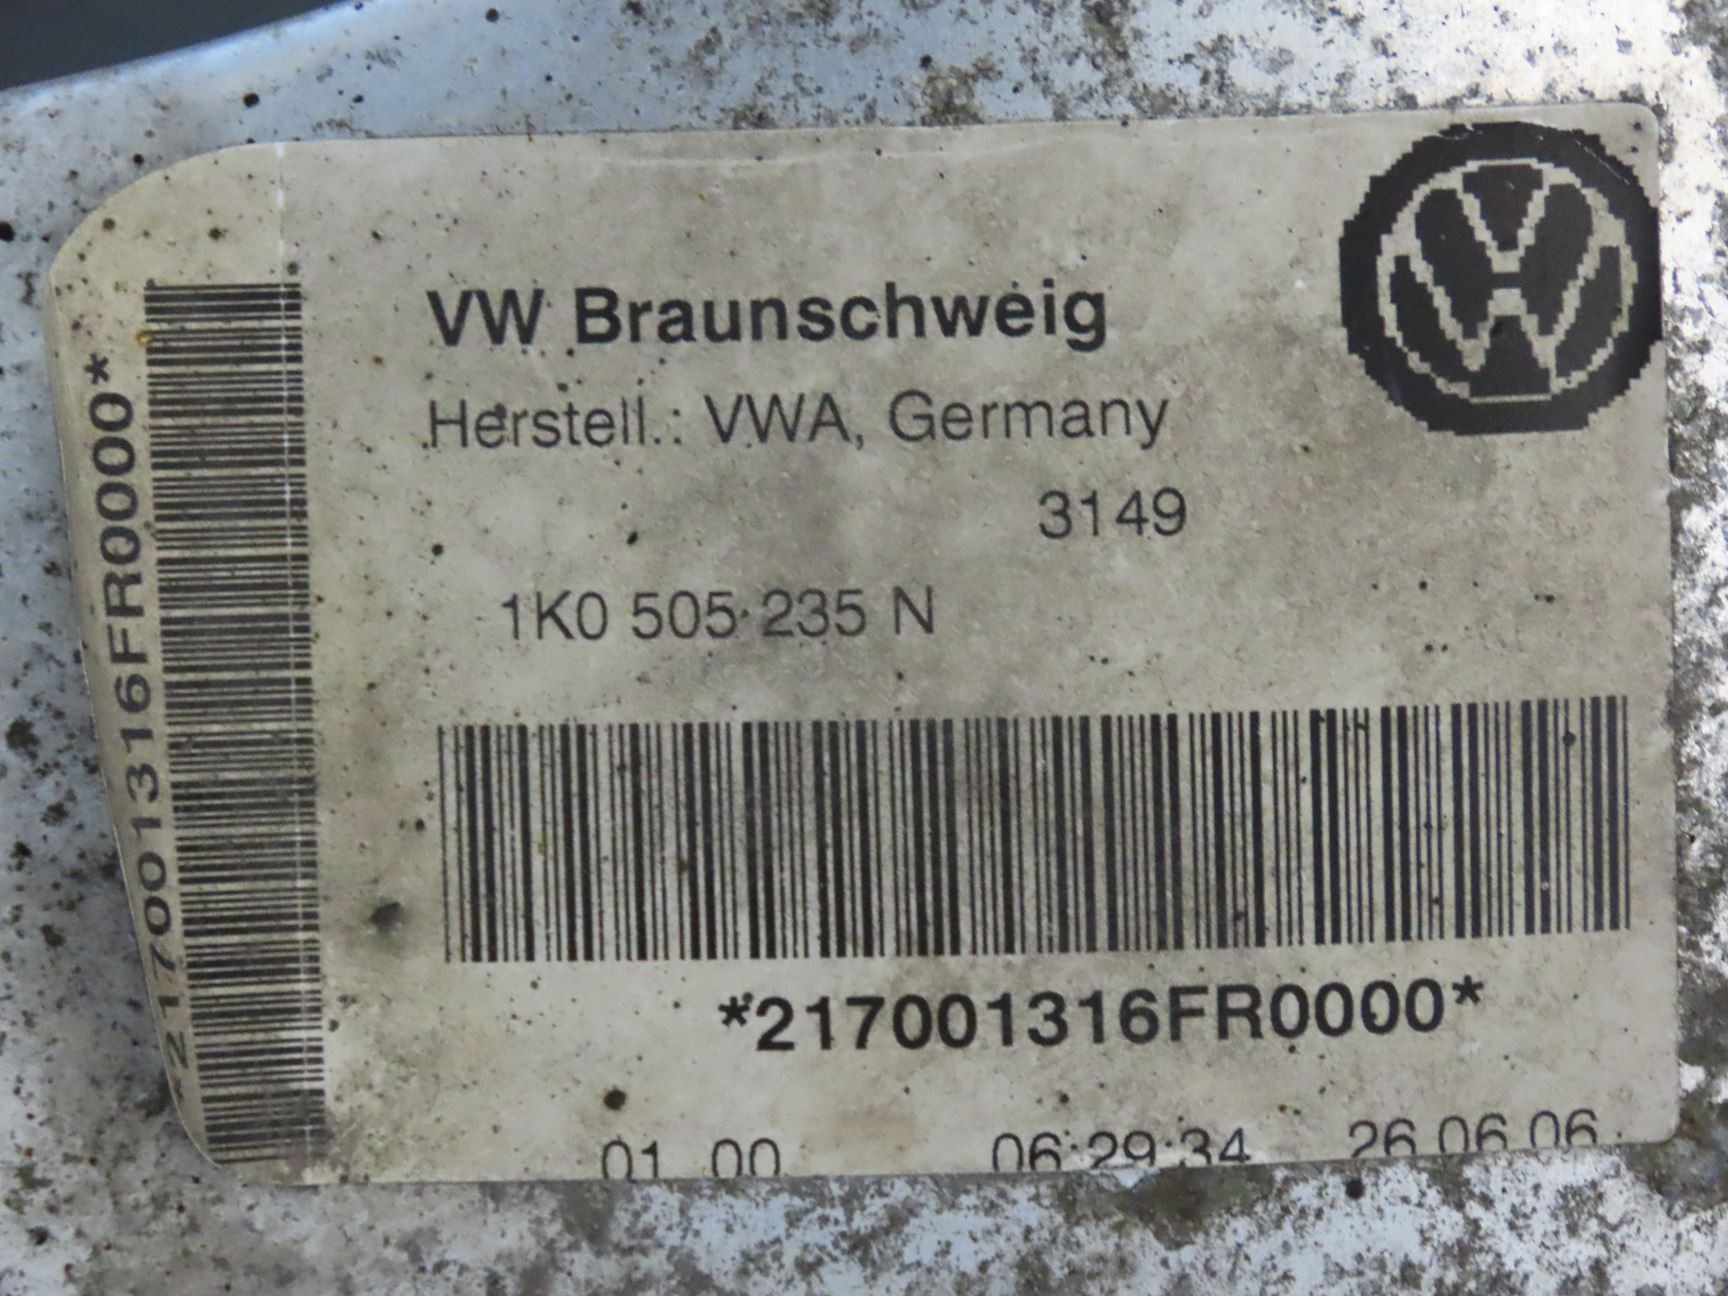 VW Braunschweig
Herstell.: VWA, Germany
3149
1K0 505 235 N
*217001316FR0000*
01 00 06:29:34 26.06.06
*217001316FR0000*